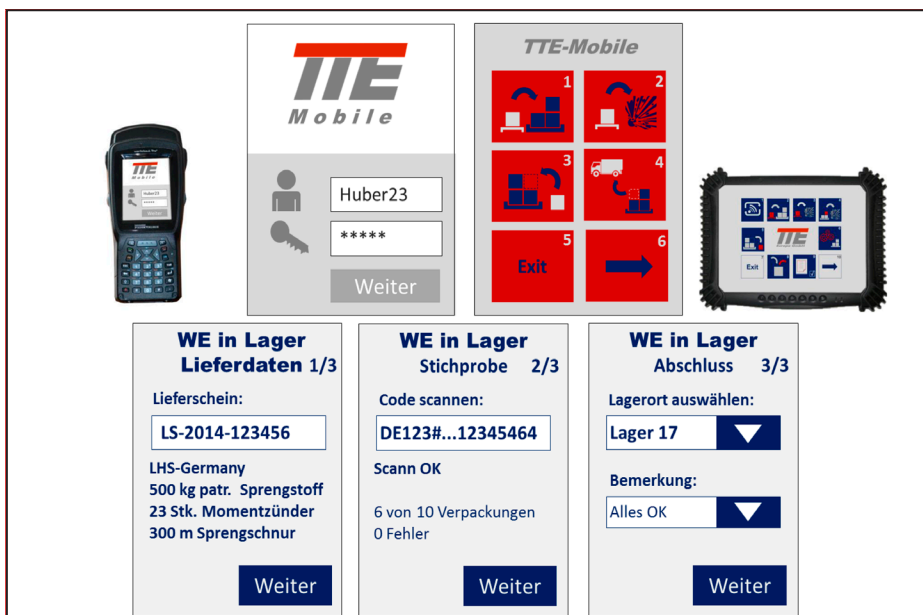 TTE
Mobile
Huber23
*****
Weiter
TTE-Mobile
1
2
3
4
5
Exit
6
TTE
Mobile
*****
Weiter
TTE
Exit
WE in Lager
Lieferdaten 1/3
Lieferschein:
LS-2014-123456
LHS-Germany
500 kg patr. Sprengstoff
23 Stk. Momentzünder
300 m Sprengschnur
Weiter
WE in Lager
Stichprobe 2/3
Code scannen:
DE123#...12345464
Scann OK
6 von 10 Verpackungen
0 Fehler
Weiter
WE in Lager
Abschluss 3/3
Lagerort auswählen:
Lager 17
Bemerkung:
Alles OK
Weiter